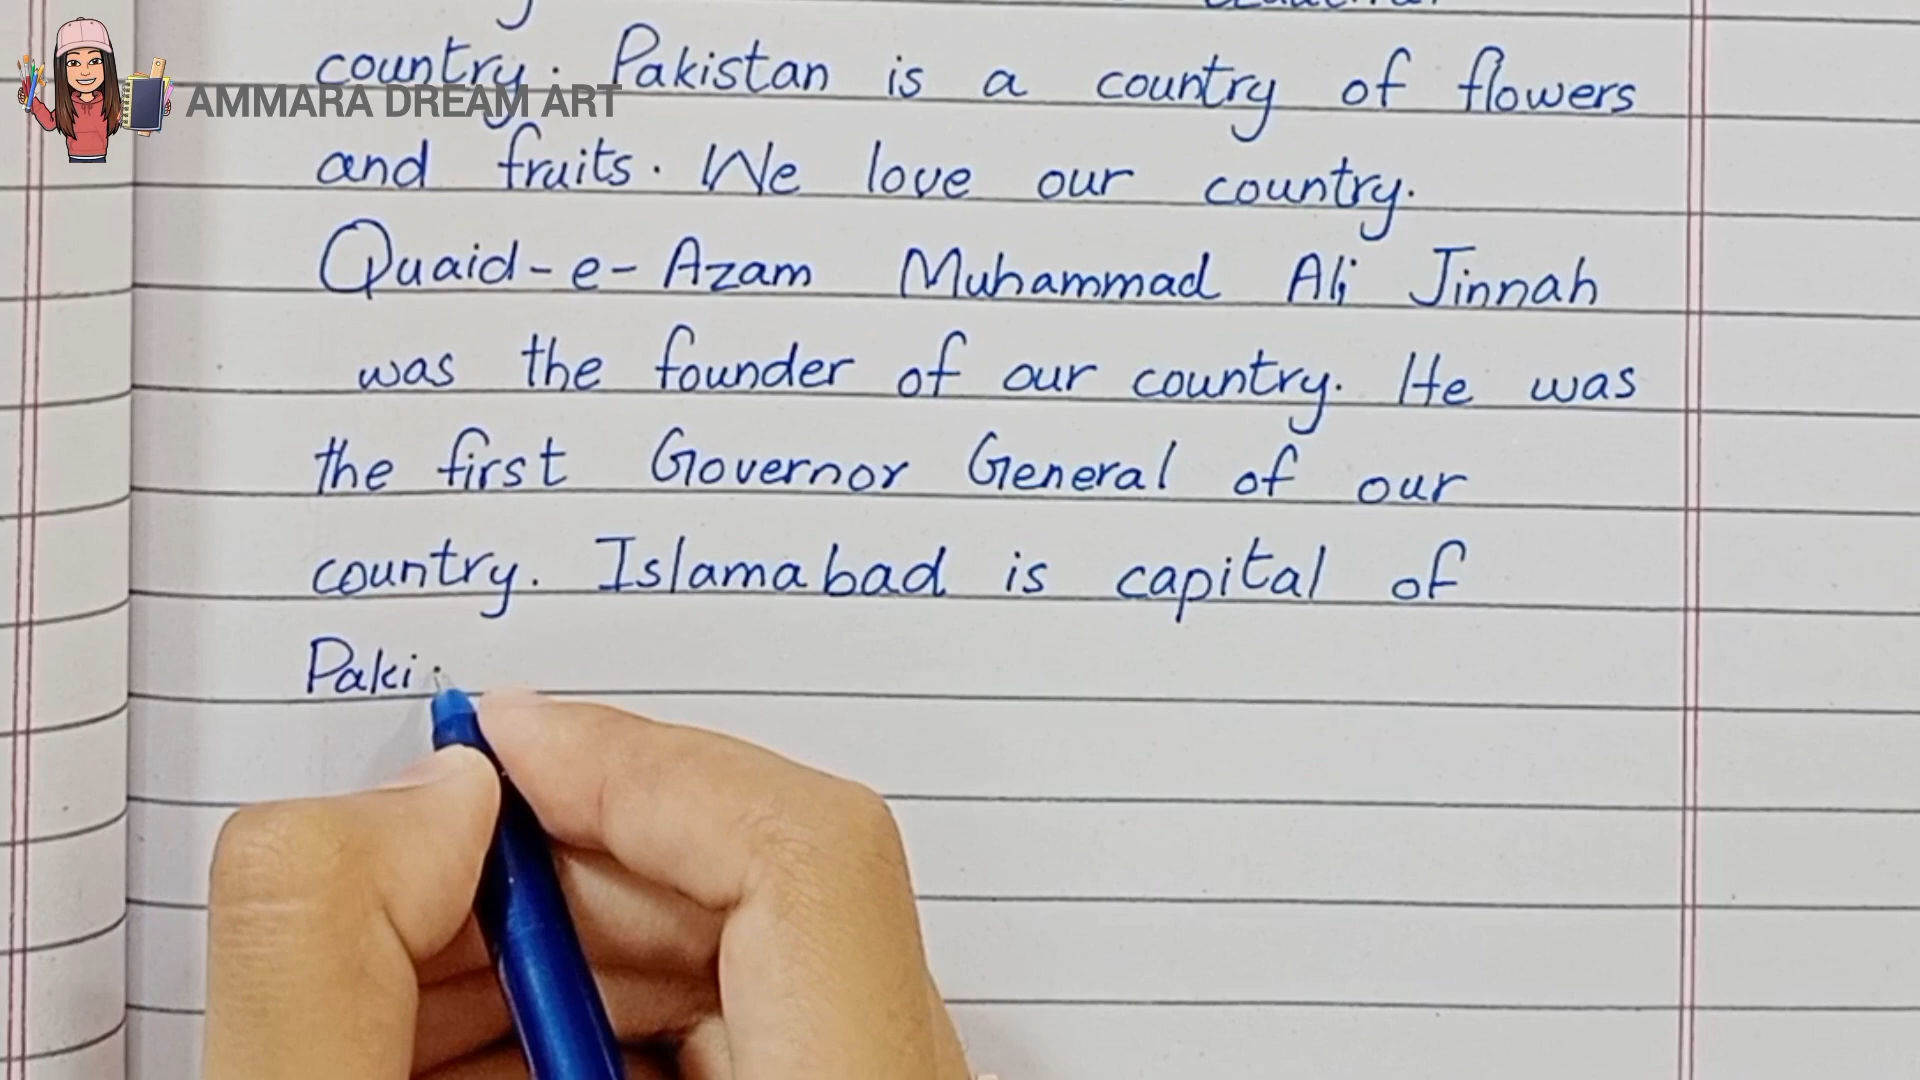 country. Pakistan is a country of flowers
AMMARA DREAM ART
and fruits. We love our country.
Quaid-e-Azam Muhammad Ali Jinnah
was the founder of our country. He was
the first Governor General of our
country. Islamabad is capital of
Paki